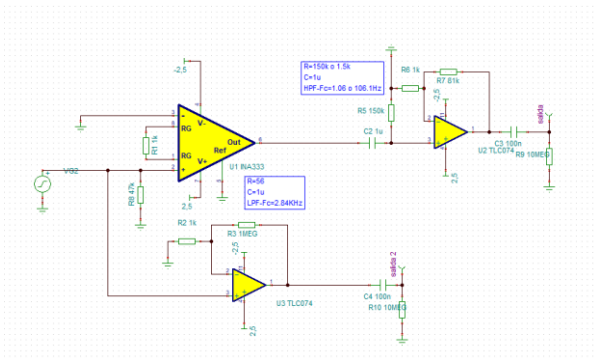 -2,5
R=150k o 1.5k
C=1u
HPF-Fc=1.06 o 106.1Hz
R6 1k
R7 81k
-2,5
R5 150k
C2 1u
U2 TLC074
2,5
C3 100n
salida
R9 10MEG
RG
RG
V-
V+
Out
Ref
6
R1 1k
U1 INA333
2,5
VG2
R8 47k
R=56
C=1u
LPF-Fc=2.84KHz
R2 1k
R3 1MEG
-2,5
U3 TLC074
2,5
C4 100n
salida 2
R10 10MEG